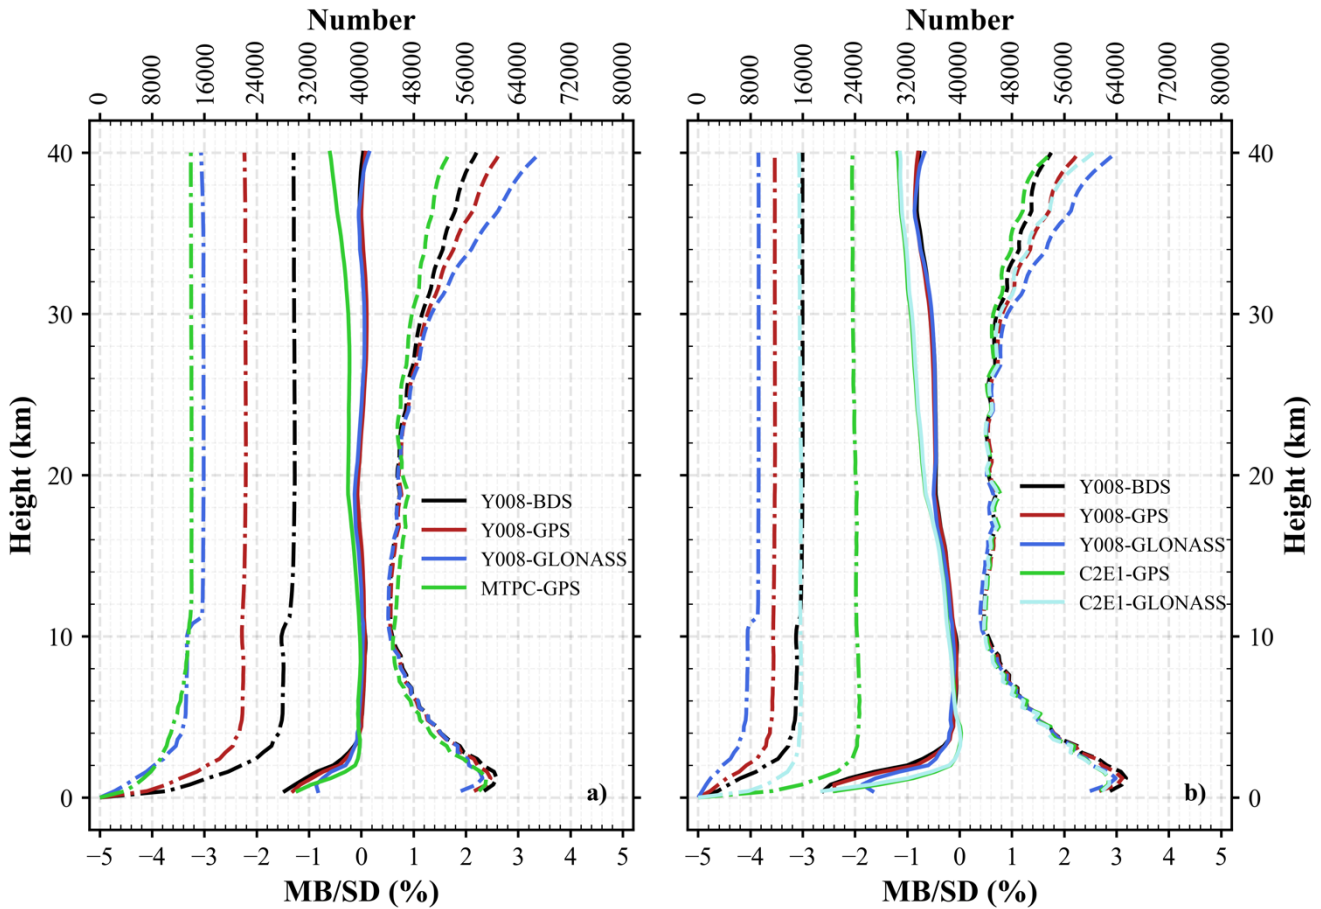 Number
Number
0 8000 16000 24000 32000 40000 48000 56000 64000 72000 80000
0 8000 16000 24000 32000 40000 48000 56000 64000 72000 80000
40
30
20
10
0
Height (km)
Y008-BDS
Y008-GPS
Y008-GLONASS
MTPC-GPS
a)
−5 −4 −3 −2 −1 0 1 2 3 4 5
MB/SD (%)
Y008-BDS
Y008-GPS
Y008-GLONASS
C2E1-GPS
C2E1-GLONASS
b)
40
30
20
10
0
Height (km)
−5 −4 −3 −2 −1 0 1 2 3 4 5
MB/SD (%)